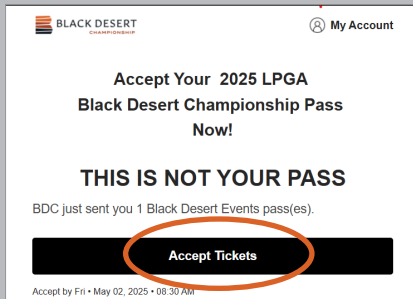 BLACK DESERT
CHAMPIONSHIP
My Account
Accept Your 2025 LPGA
Black Desert Championship Pass
Now!
THIS IS NOT YOUR PASS
BDC just sent you 1 Black Desert Events pass(es).
Accept Tickets
Accept by Fri • May 02, 2025 • 08:30 AM